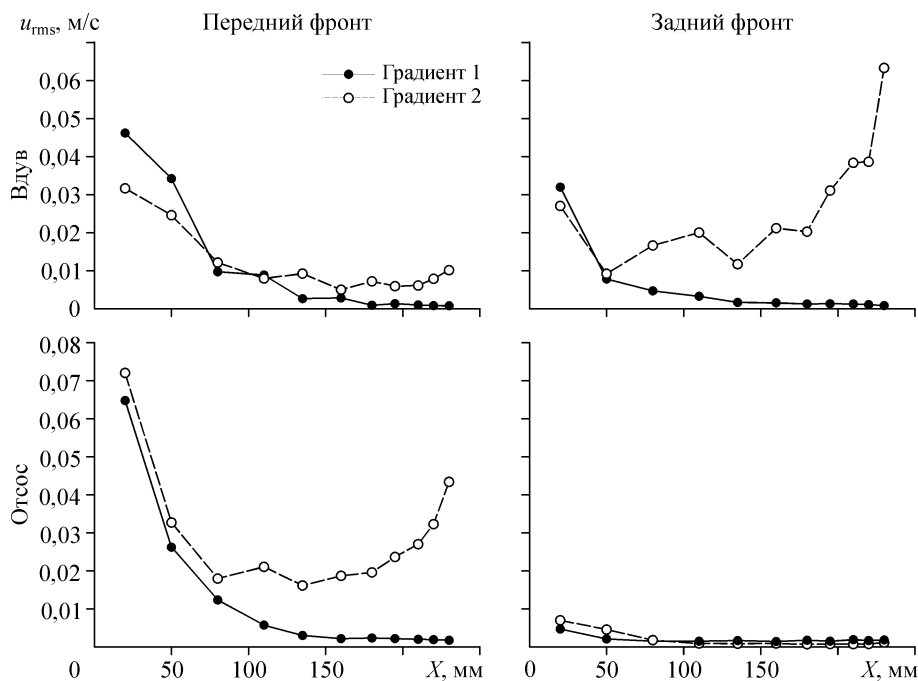 u_rms, м/с
Передний фронт
Задний фронт
Градиент 1
Градиент 2
Вдув
0,06
0,05
0,04
0,03
0,02
0,01
0
Отсос
0,08
0,07
0,06
0,05
0,04
0,03
0,02
0,01
0 50 100 150 X, мм
0 50 100 150 X, мм